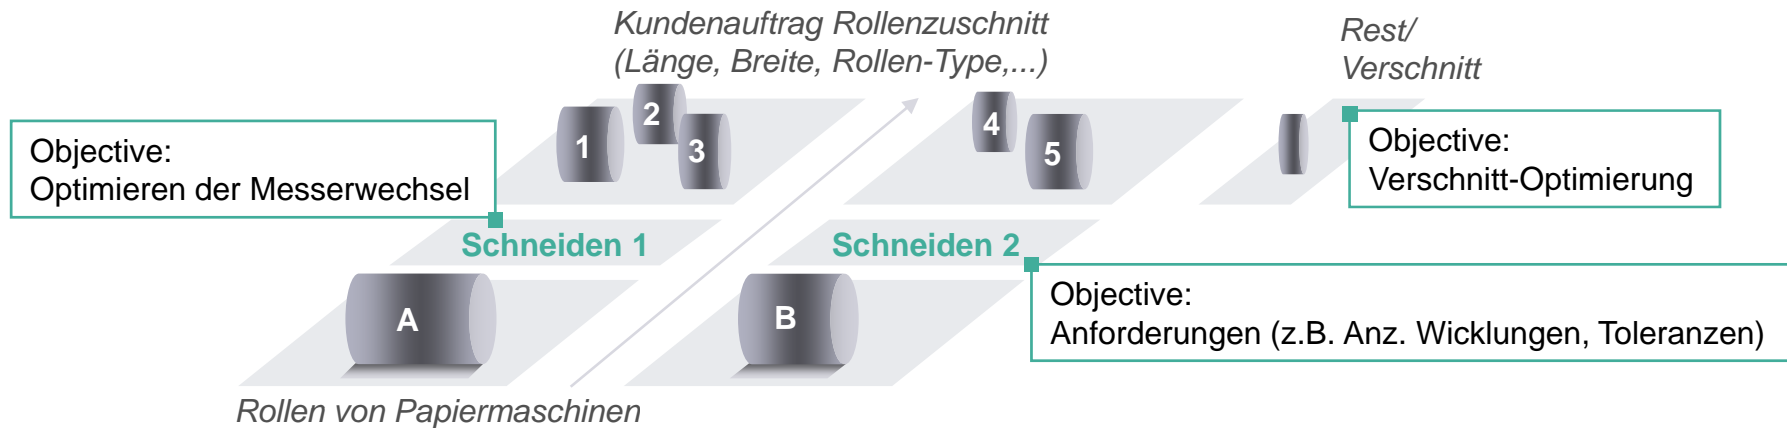 Kundenauftrag Rollenzuschnitt
(Länge, Breite, Rollen-Type,...)
Rest/
Verschnitt
Objective:
Optimieren der Messerwechsel
1
2
3
4
5
Objective:
Verschnitt-Optimierung
Schneiden 1
Schneiden 2
A
B
Objective:
Anforderungen (z.B. Anz. Wicklungen, Toleranzen)
Rollen von Papiermaschinen